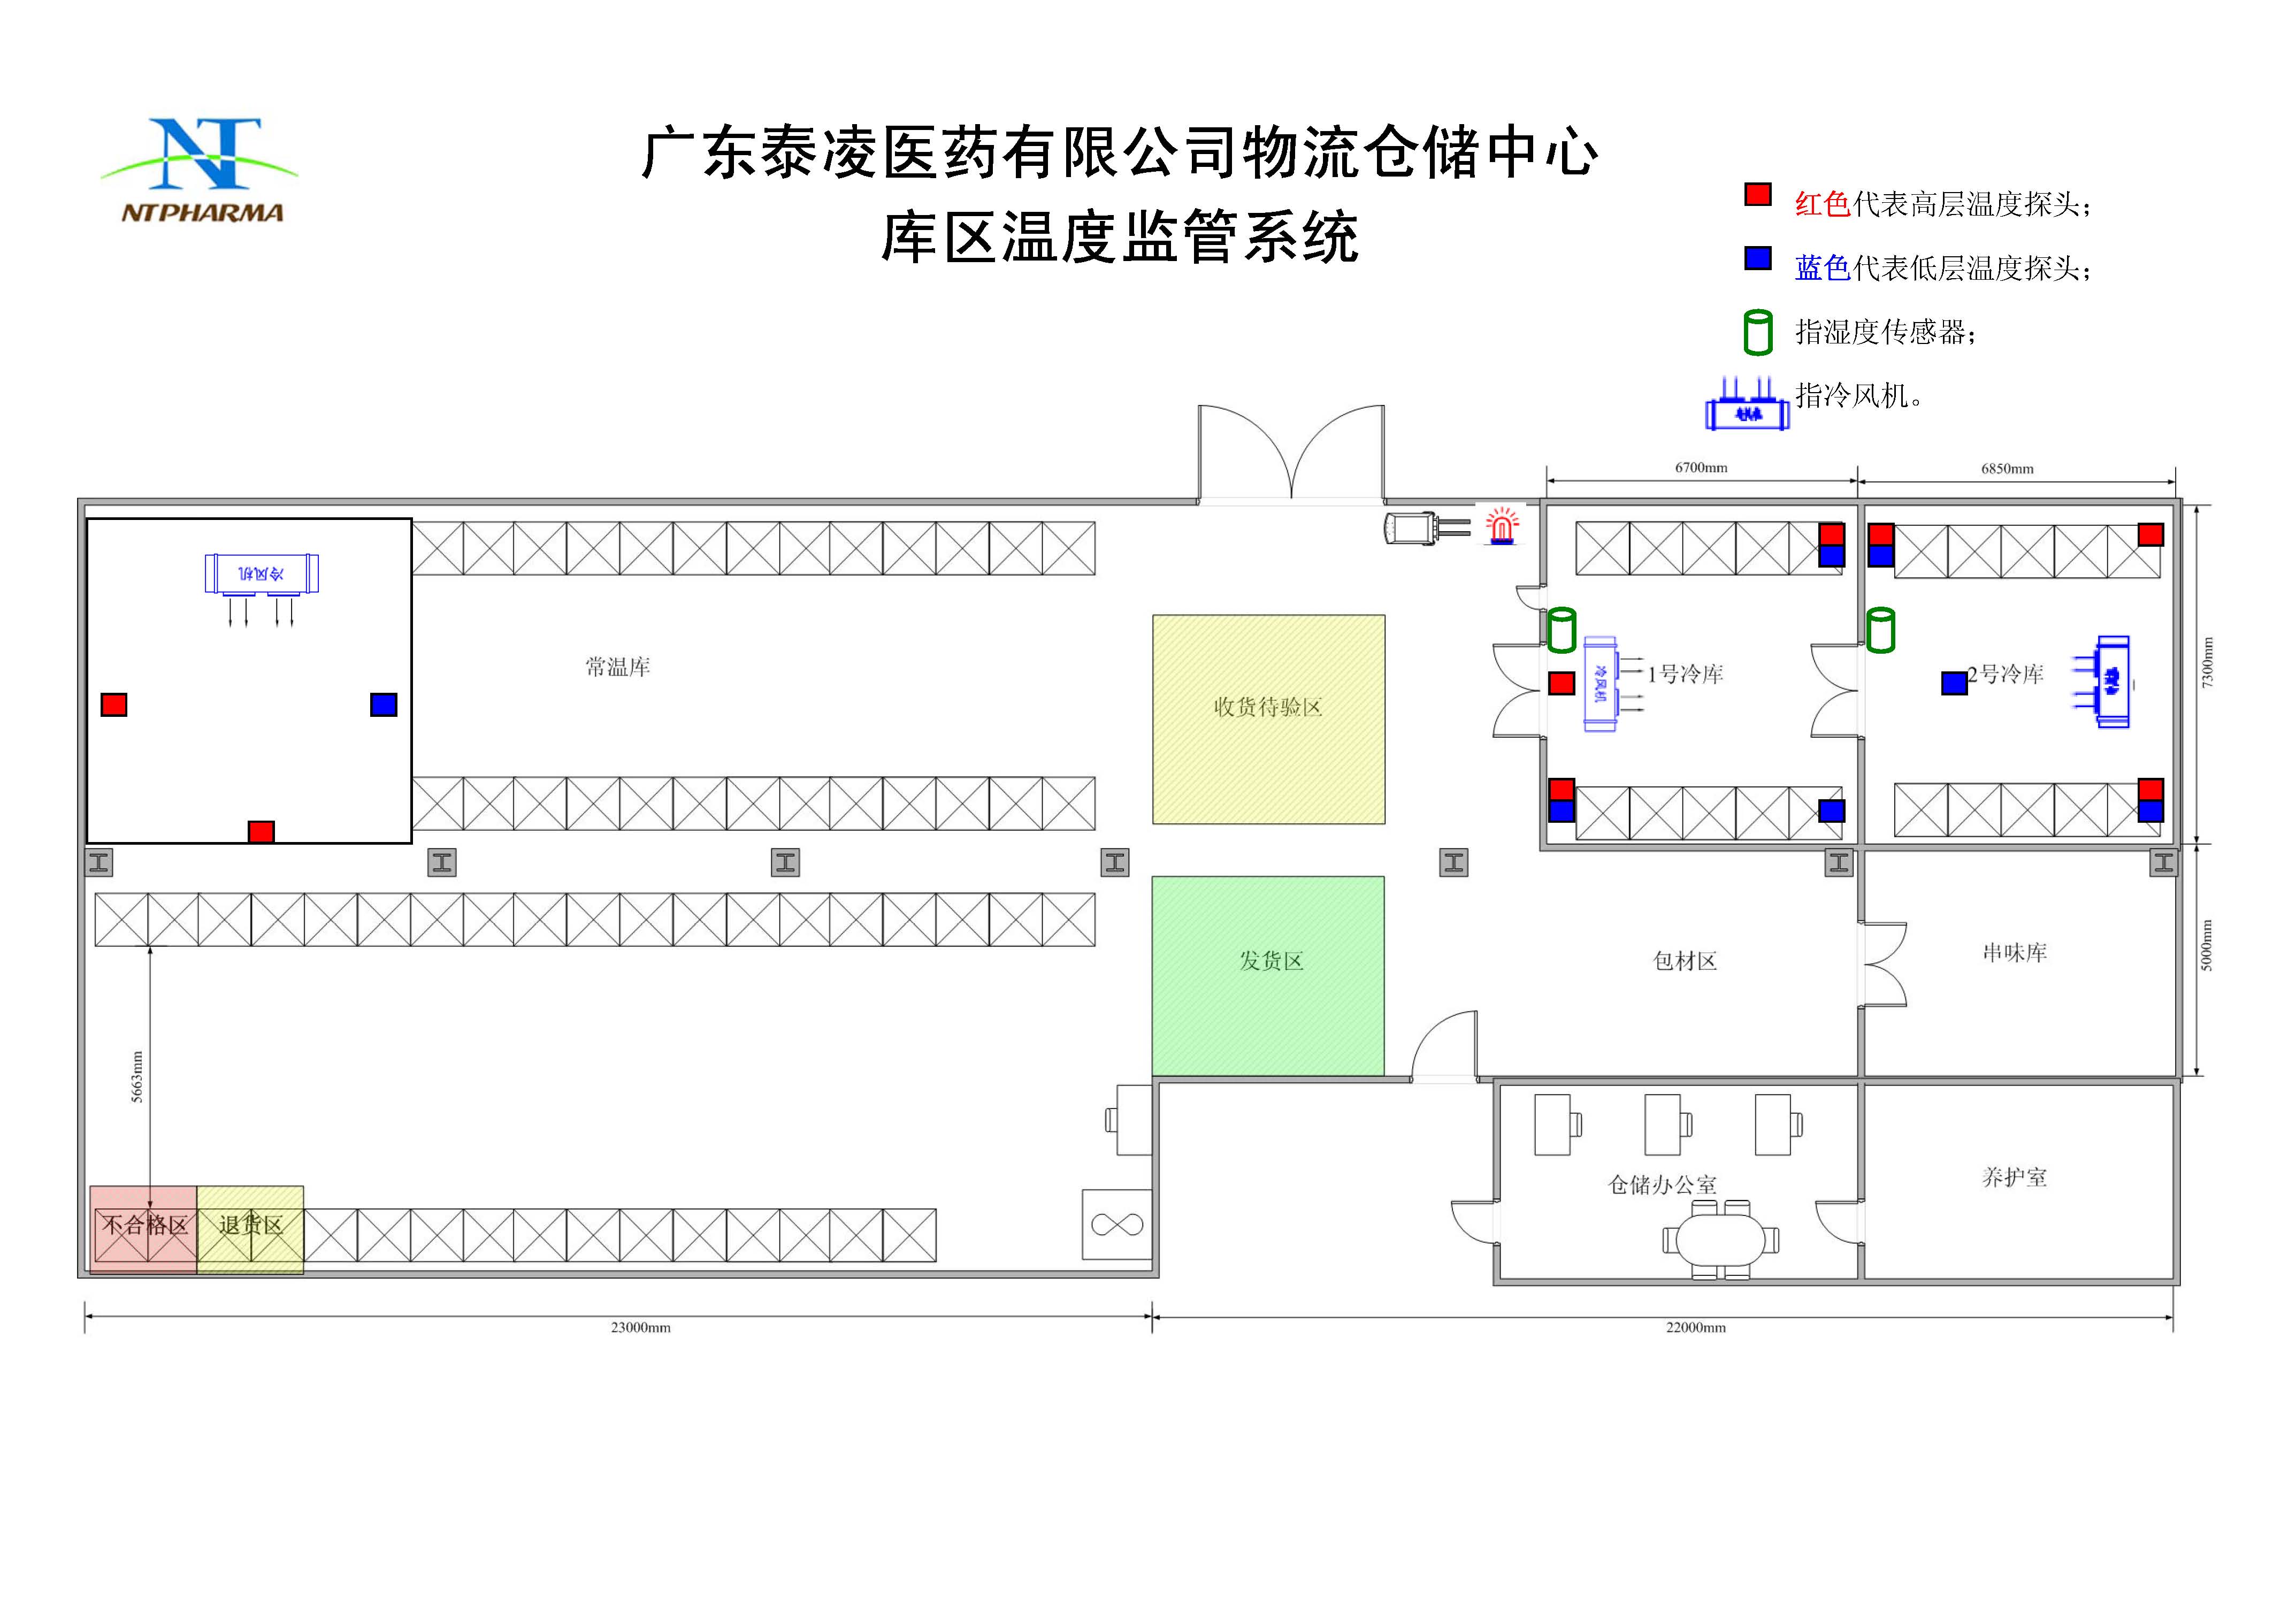 NTPHARMA
广东泰凌医药有限公司物流仓储中心
库区温度监管系统
红色代表高层温度探头；
蓝色代表低层温度探头；
指湿度传感器；
指冷风机。
6700mm
6850mm
冷风机
常温库
收货待验区
冷风机
1号冷库
2号冷库
7300mm
发货区
包材区
串味库
5000mm
5663mm
不合格区
退货区
仓储办公室
养护室
23000mm
22000mm